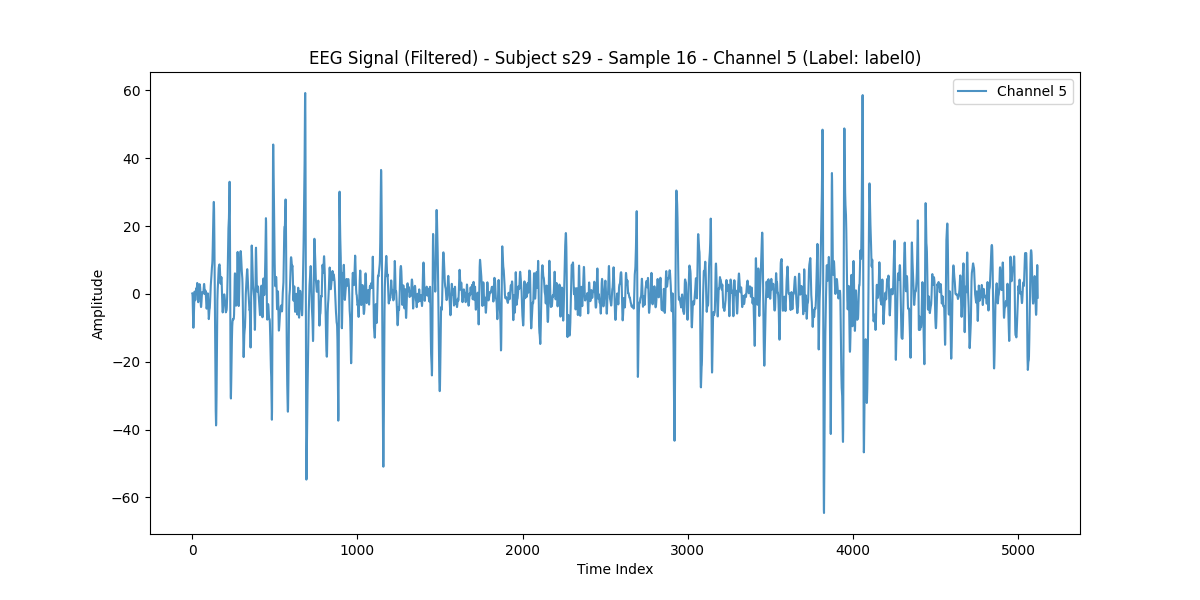 EEG Signal (Filtered) - Subject s29 - Sample 16 - Channel 5 (Label: label0)
Channel 5
60
40
20
0
−20
−40
−60
Amplitude
0 1000 2000 3000 4000 5000
Time Index